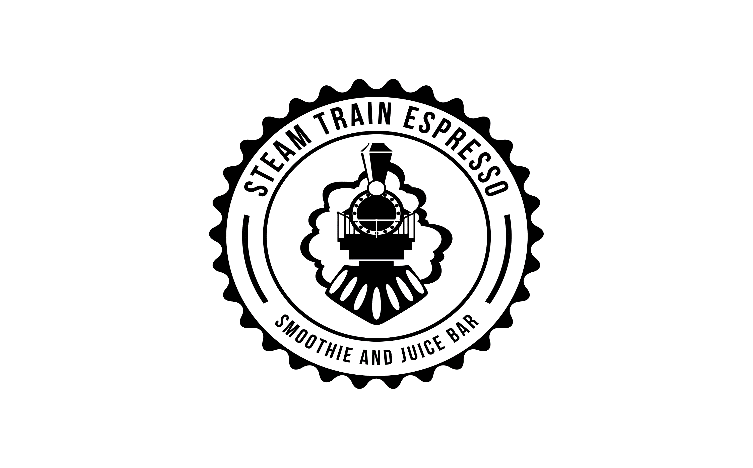 STEAM TRAIN ESPRESSO
SMOOTHIE AND JUICE BAR